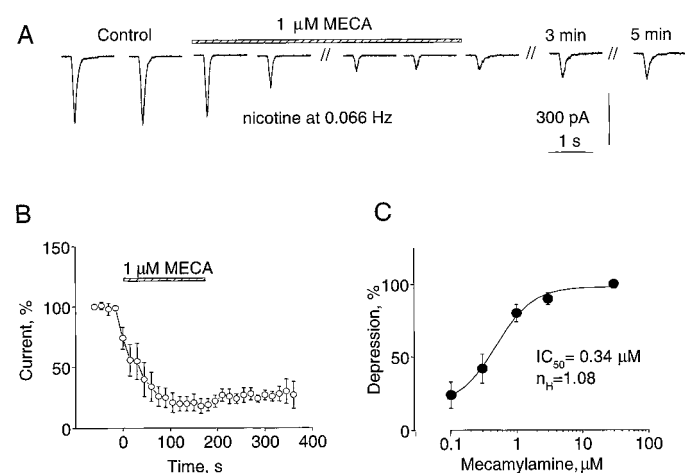 A
Control
1 μM MECA
//
//
3 min
//
5 min
nicotine at 0.066 Hz
300 pA
1 s
B
150
100
50
0
Current, %
1 μM MECA
0 100 200 300 400
Time, s
C
100
50
0
Depression, %
IC50= 0.34 μM
nH=1.08
0.1 1 10 100
Mecamylamine, μM